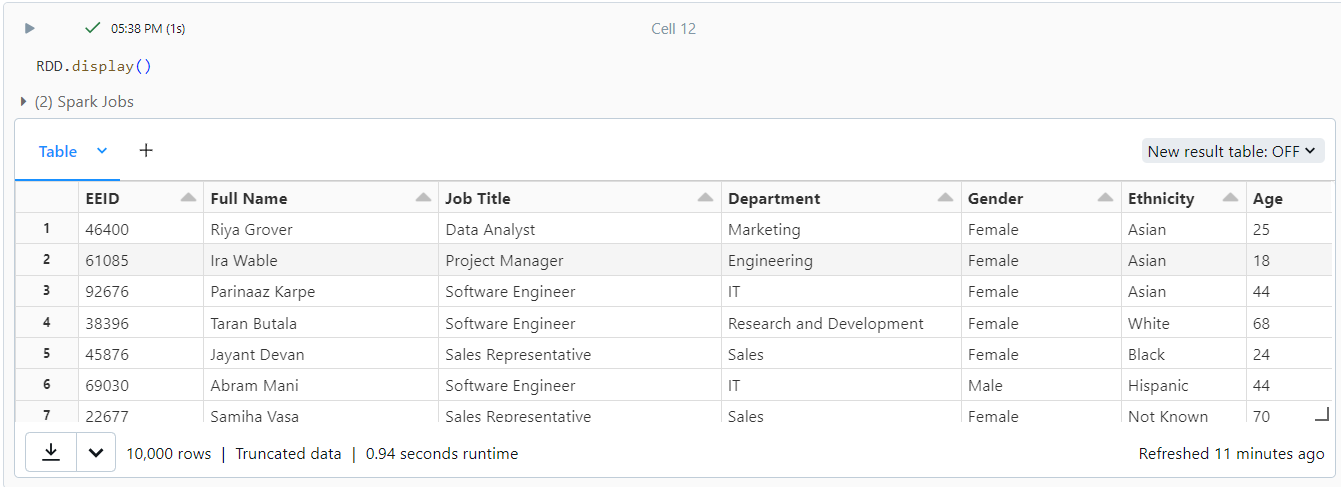 05:38 PM (1s) Cell 12
RDD.display()
(2) Spark Jobs
Table + New result table: OFF
EEID Full Name Job Title Department Gender Ethnicity Age
1 46400 Riya Grover Data Analyst Marketing Female Asian 25
2 61085 Ira Wable Project Manager Engineering Female Asian 18
3 92676 Parinaaz Karpe Software Engineer IT Female Asian 44
4 38396 Taran Butala Software Engineer Research and Development Female White 68
5 45876 Jayant Devan Sales Representative Sales Female Black 24
6 69030 Abram Mani Software Engineer IT Male Hispanic 44
7 22677 Samiha Vasa Sales Representative Sales Female Not Known 70
10,000 rows | Truncated data | 0.94 seconds runtime Refreshed 11 minutes ago